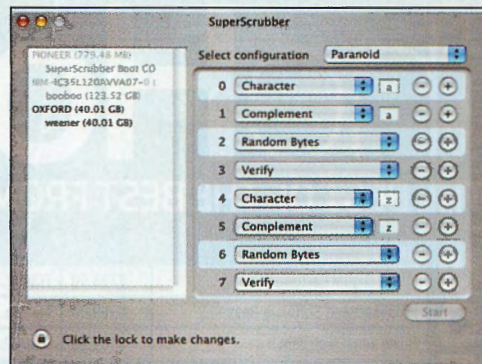 SuperScrubber
PIONEER (779.48 MB)
SuperScrubber Boot CD
booboo (123.52 GB)
OXFORD (40.01 GB)
weener (40.01 GB)
Select configuration Paranoid
0 Character a
1 Complement a
2 Random Bytes
3 Verify
4 Character z
5 Complement z
6 Random Bytes
7 Verify
Start
Click the lock to make changes.